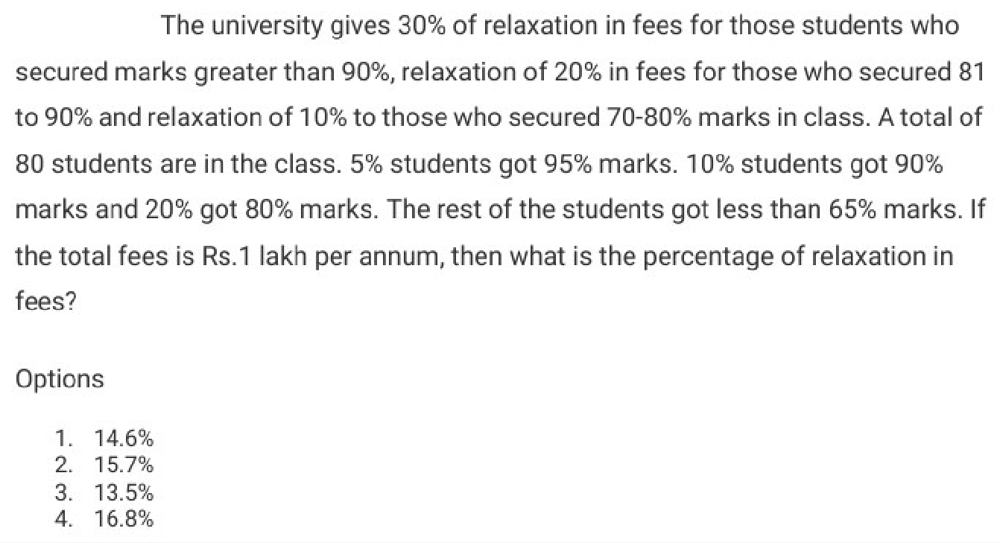 The university gives 30% of relaxation in fees for those students who
secured marks greater than 90%, relaxation of 20% in fees for those who secured 81
to 90% and relaxation of 10% to those who secured 70-80% marks in class. A total of
80 students are in the class. 5% students got 95% marks. 10% students got 90%
marks and 20% got 80% marks. The rest of the students got less than 65% marks. If
the total fees is Rs.1 lakh per annum, then what is the percentage of relaxation in
fees?
Options
1. 14.6%
2. 15.7%
3. 13.5%
4. 16.8%